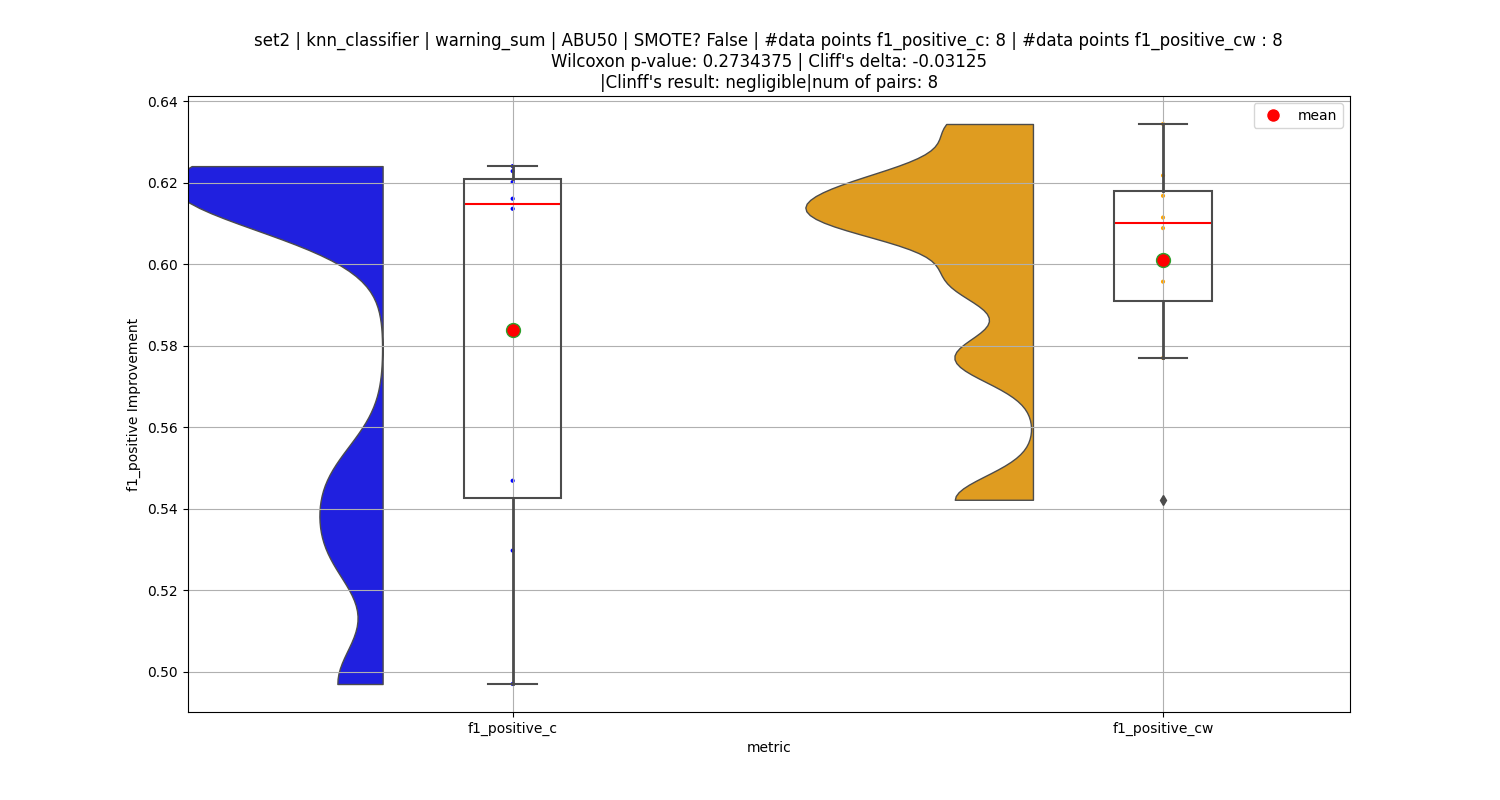 set2 | knn_classifier | warning_sum | ABU50 | SMOTE? False | #data points f1_positive_c: 8 | #data points f1_positive_cw : 8
Wilcoxon p-value: 0.2734375 | Cliff's delta: -0.03125
|Clinff's result: negligible|num of pairs: 8
mean
0.64
0.62
0.60
0.58
0.56
0.54
0.52
0.50
f1_positive Improvement
f1_positive_c
f1_positive_cw
metric